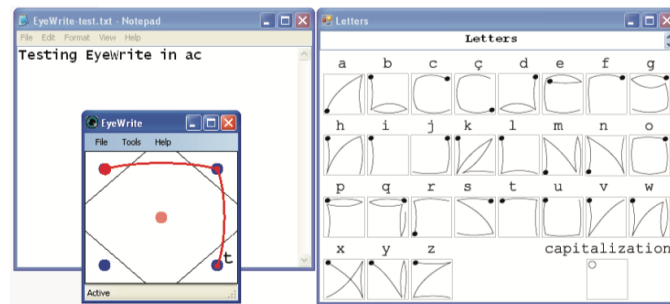 EyeWrite-test.txt - Notepad
File Edit Format View Help
Testing EyeWrite in ac
EyeWrite
File Tools Help
t
Active
Letters
Letters
a b c ç d e f g
h i j k l m n o
p q r s t u v w
x y z capitalization